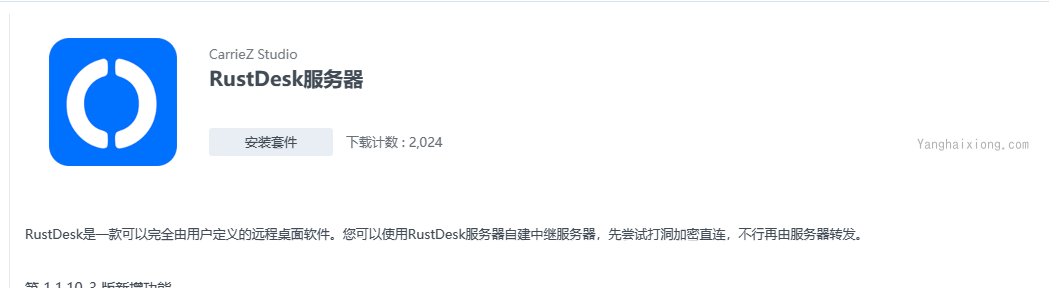 CarrieZ Studio
RustDesk服务器
安装套件 下载计数 : 2,024
Yanghaixiong.com
RustDesk是一款可以完全由用户定义的远程桌面软件。您可以使用RustDesk服务器自建中继服务器，先尝试打洞加密直连，不行再由服务器转发。
第 1.1.10-3 版新增功能